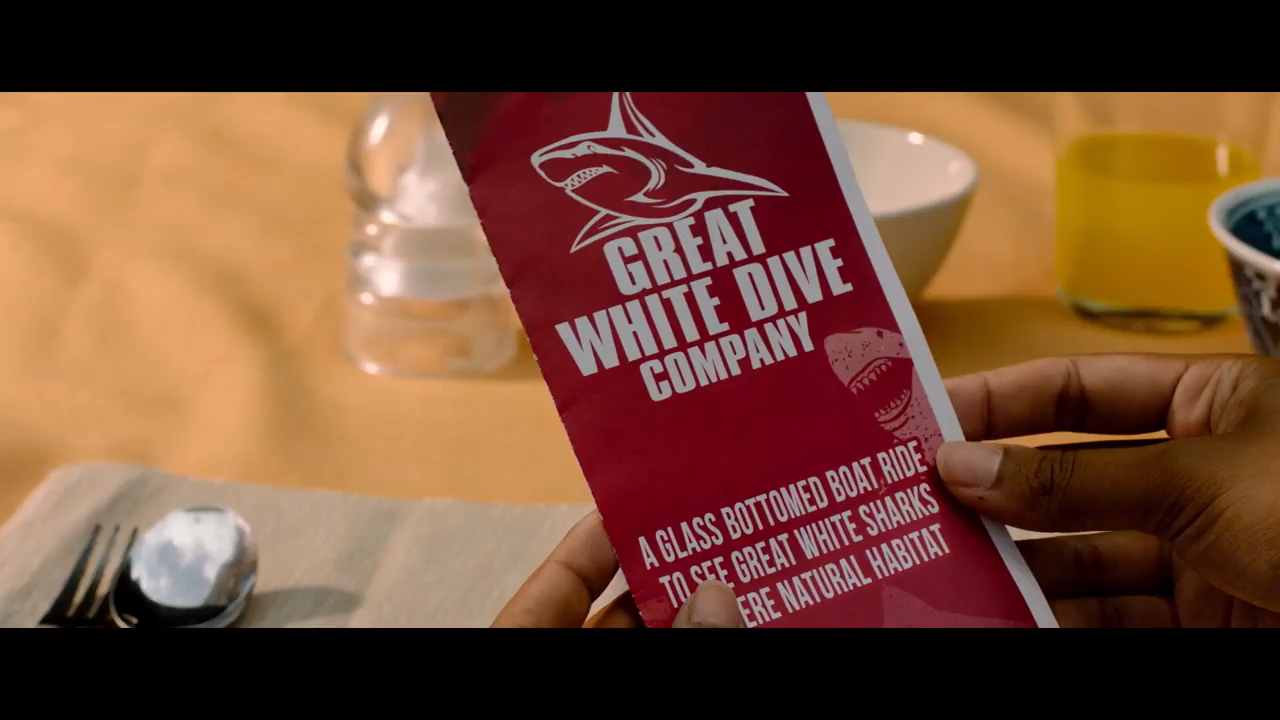 GREAT
WHITE DIVE
COMPANY
A GLASS BOTTOMED BOAT RIDE
TO SEE GREAT WHITE SHARKS
NATURAL HABITAT